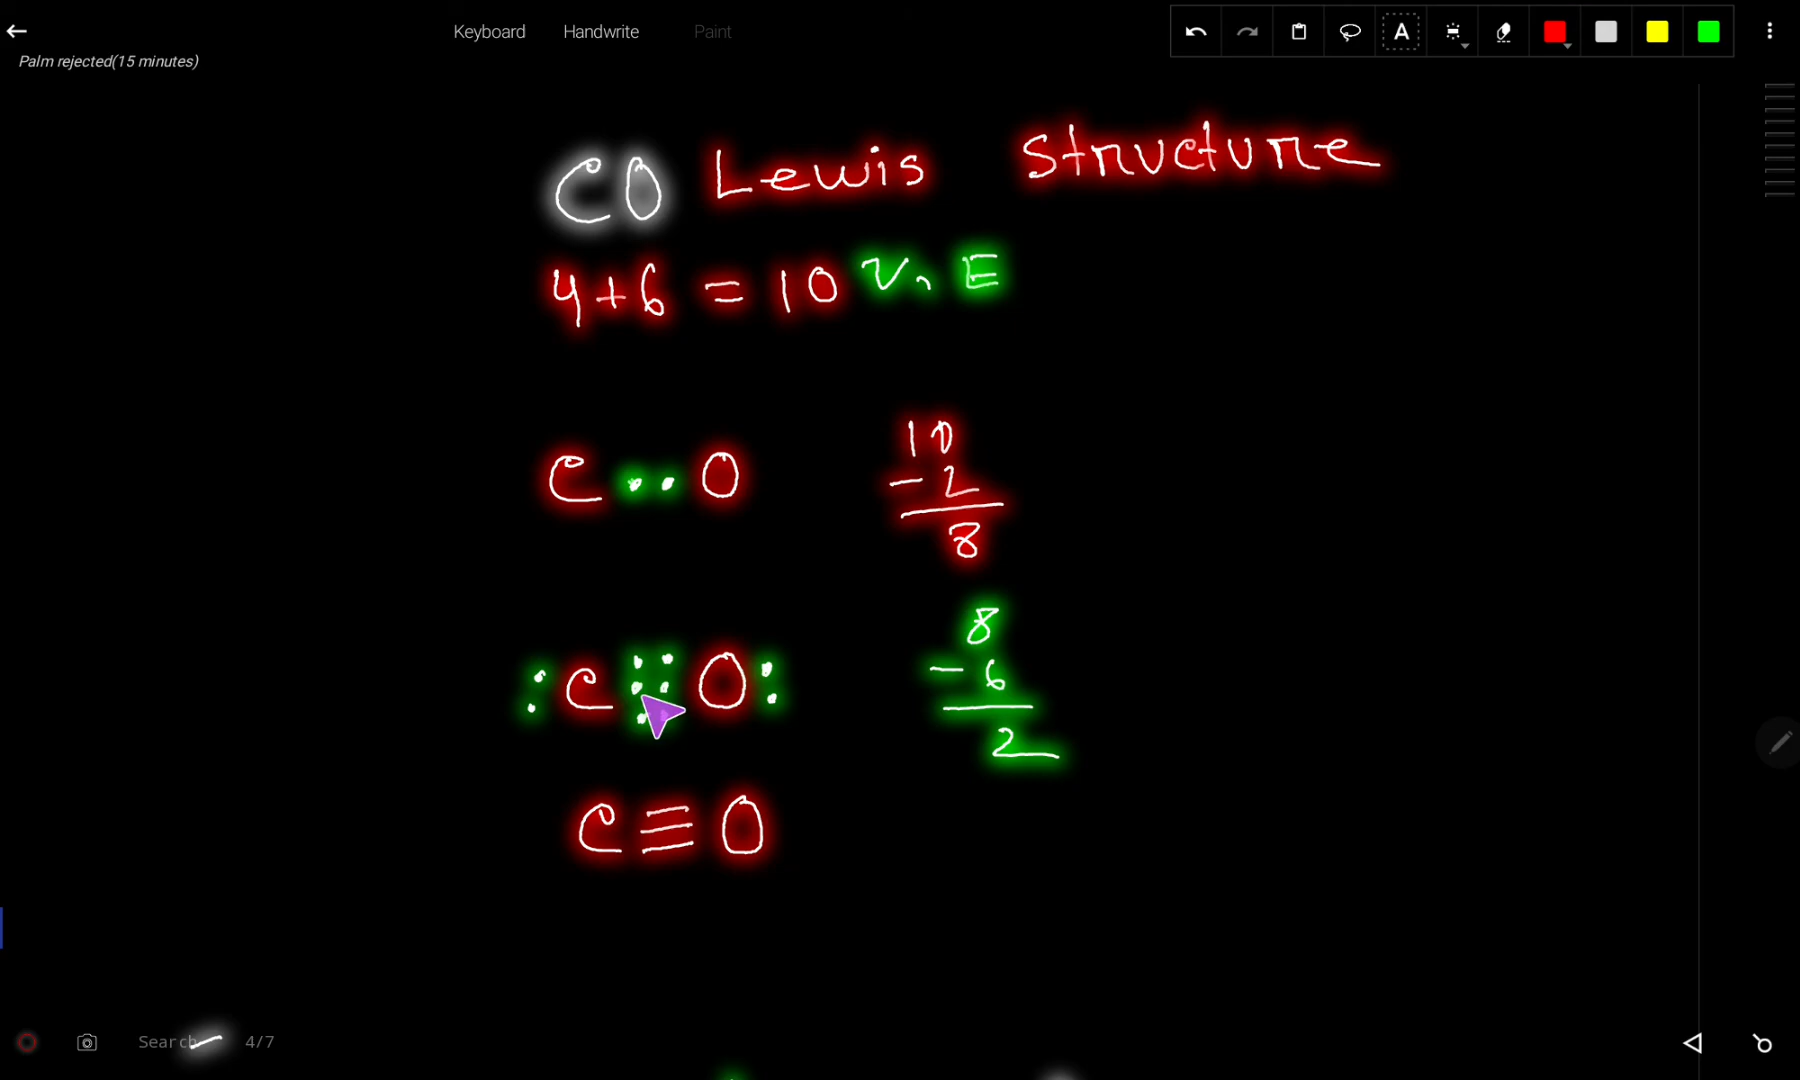 Keyboard Handwrite Paint A
Palm rejected(15 minutes)
CO Lewis Structure
4+6 = 10 V. E
C··O
10
- 2
8
:C:::O:
8
- 6
2
C≡O
Search 4/7